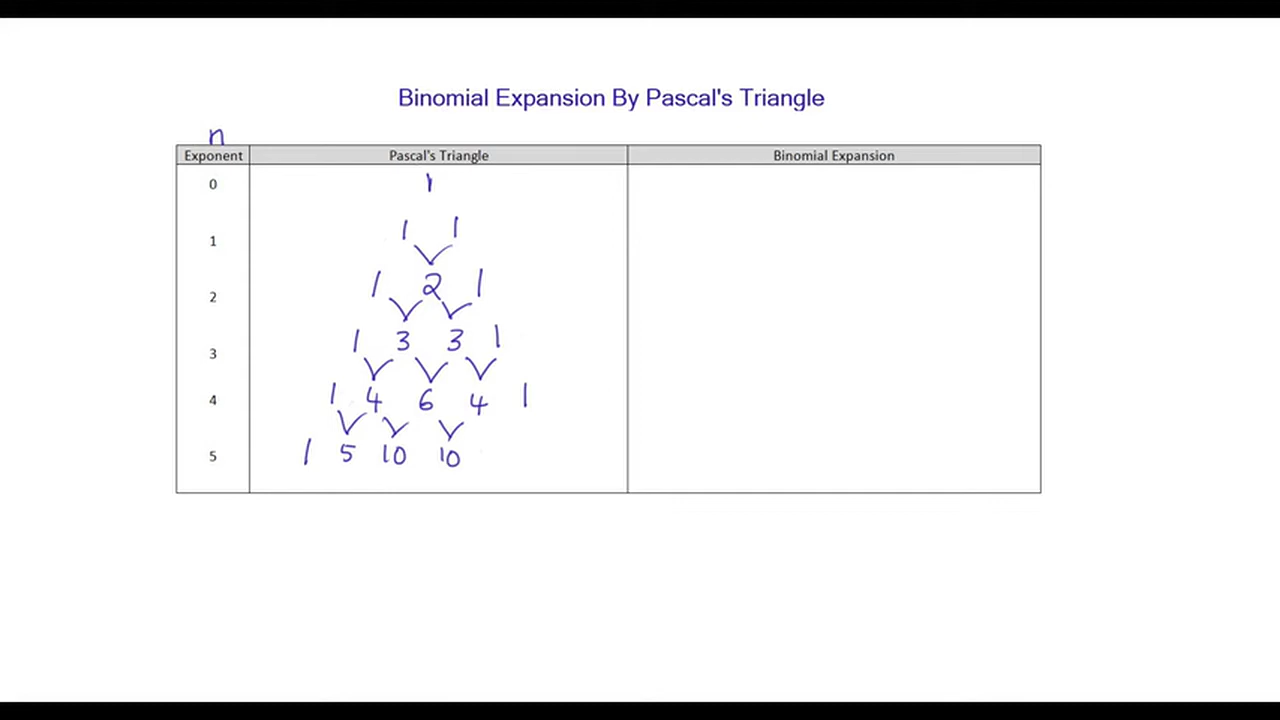 Binomial Expansion By Pascal's Triangle
n
Exponent Pascal's Triangle Binomial Expansion
0 1
1 1 1
2 1 2 1
3 1 3 3 1
4 1 4 6 4 1
5 1 5 10 10